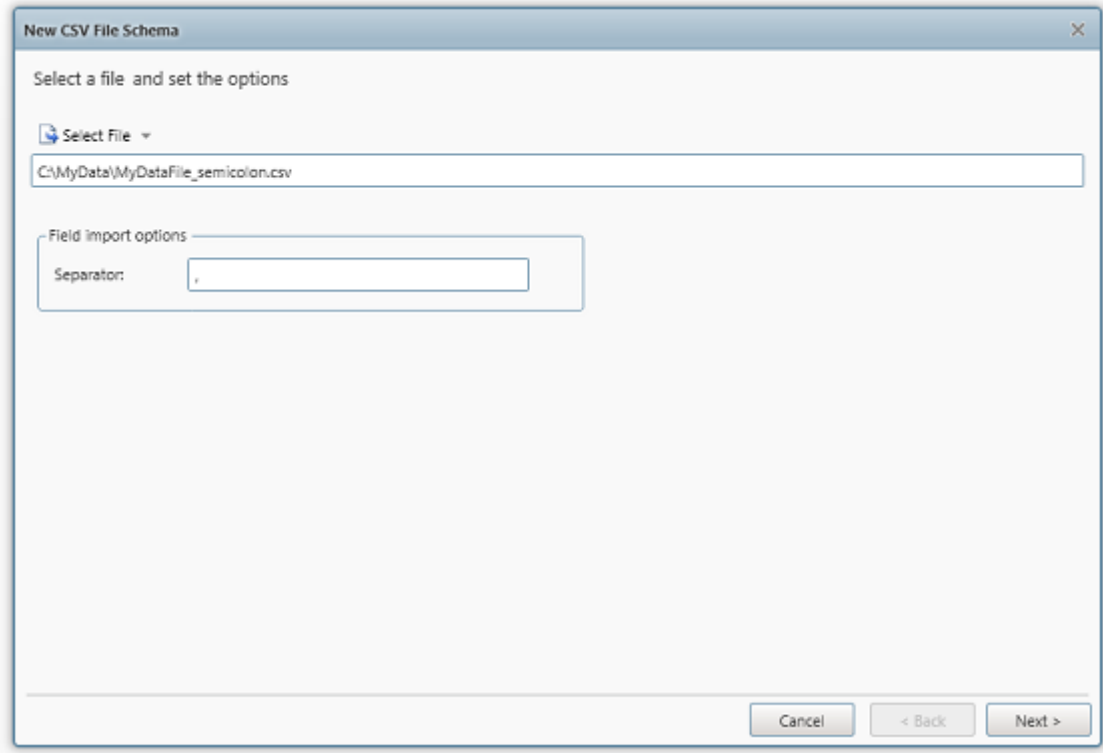 New CSV File Schema
Select a file and set the options
Select File
C:\MyData\MyDataFile_semicolon.csv
Field import options
Separator:
,
Cancel
< Back
Next >